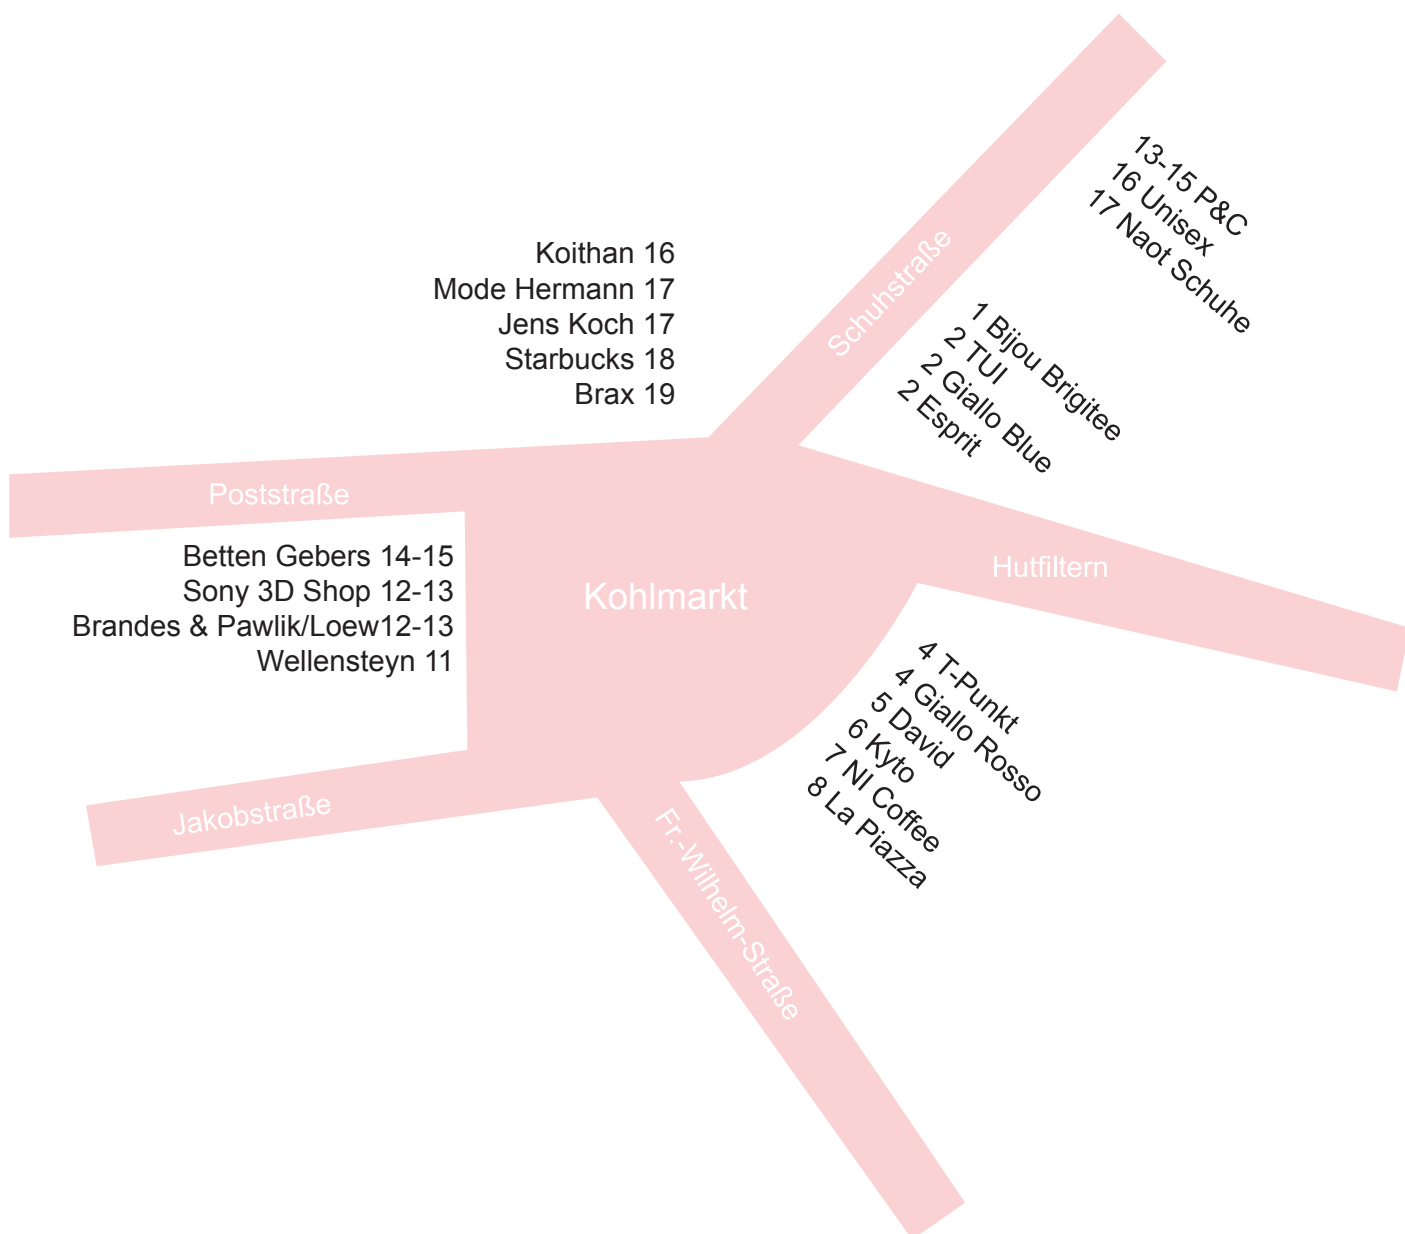 13-15 P&C
16 Unisex
17 Naot Schuhe
Koithan 16
Mode Hermann 17
Jens Koch 17
Starbucks 18
Brax 19
Schuhstraße
1 Bijou Brigitee
2 TUI
2 Giallo Blue
2 Esprit
Poststraße
Betten Gebers 14-15
Sony 3D Shop 12-13
Brandes & Pawlik/Loew12-13
Wellensteyn 11
Kohlmarkt
Hutfiltern
4 T-Punkt
4 Giallo Rosso
5 David
6 Kyto
7 NI Coffee
8 La Piazza
Jakobstraße
Fr.-Wilhelm-Straße